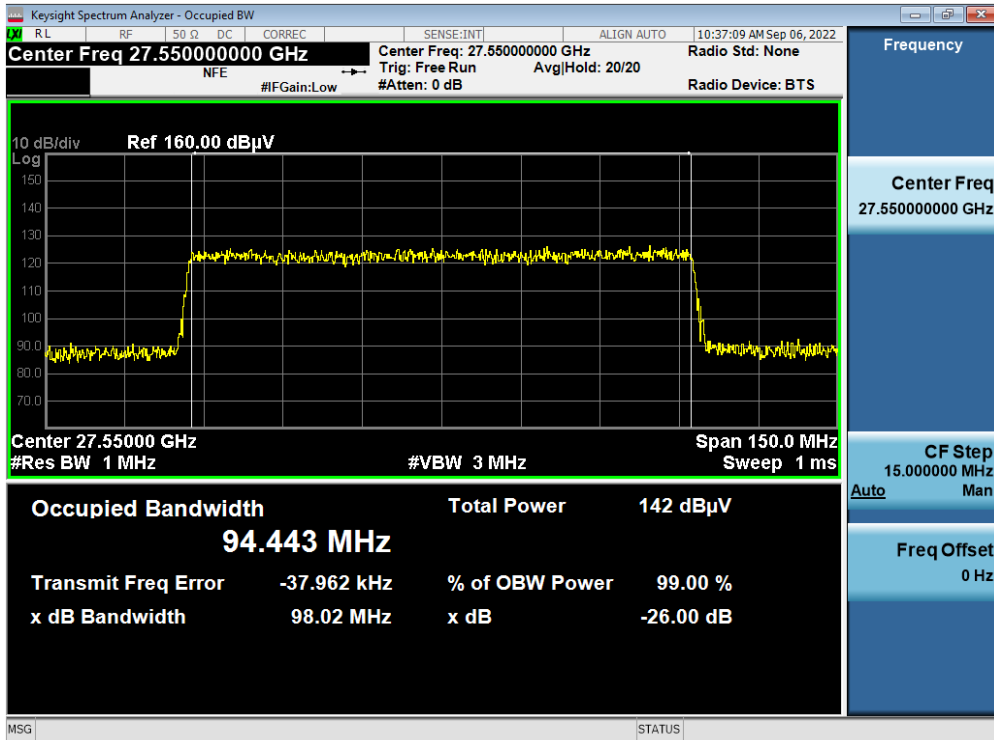 Keysight Spectrum Analyzer - Occupied BW
LXI RL RF 50 Ω DC CORREC SENSE:INT ALIGN AUTO 10:37:09 AM Sep 06, 2022
Center Freq 27.550000000 GHz
NFE
#IFGain:Low
Center Freq: 27.550000000 GHz
Trig: Free Run Avg|Hold: 20/20
#Atten: 0 dB
Radio Std: None
Radio Device: BTS
10 dB/div Ref 160.00 dBµV
Log
150
140
130
120
110
100
90.0
80.0
70.0
Center 27.55000 GHz Span 150.0 MHz
#Res BW 1 MHz #VBW 3 MHz Sweep 1 ms
Occupied Bandwidth Total Power 142 dBµV
94.443 MHz
Transmit Freq Error -37.962 kHz % of OBW Power 99.00 %
x dB Bandwidth 98.02 MHz x dB -26.00 dB
Frequency
Center Freq
27.550000000 GHz
CF Step
15.000000 MHz
Auto Man
Freq Offset
0 Hz
MSG STATUS